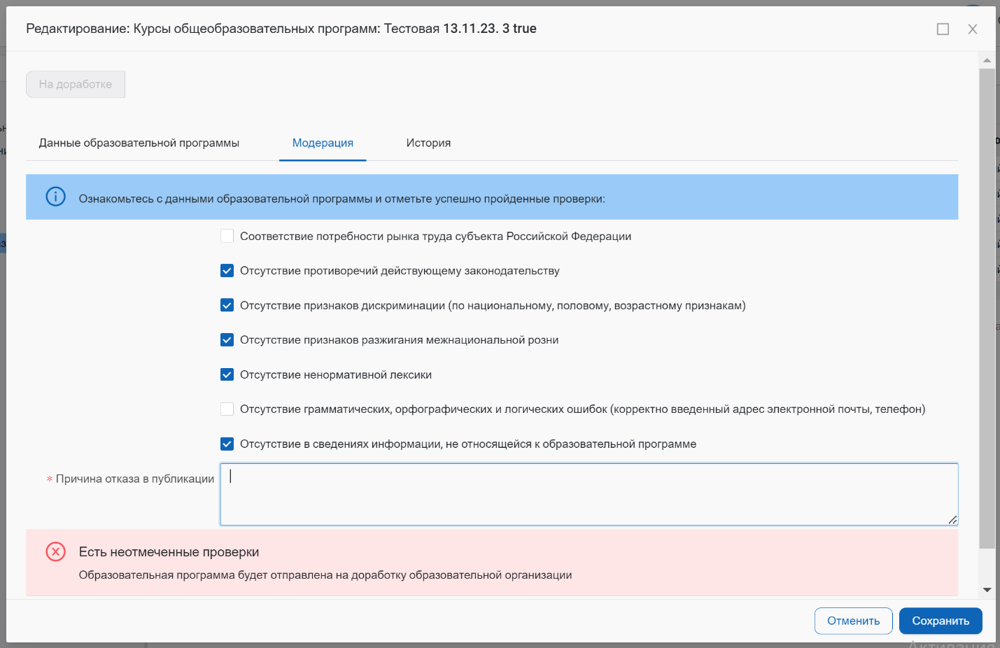 Редактирование: Курсы общеобразовательных программ: Тестовая 13.11.23. 3 true
На доработке
Данные образовательной программы
Модерация
История
Ознакомьтесь с данными образовательной программы и отметьте успешно пройденные проверки:
Соответствие потребности рынка труда субъекта Российской Федерации
Отсутствие противоречий действующему законодательству
Отсутствие признаков дискриминации (по национальному, половому, возрастному признакам)
Отсутствие признаков разжигания межнациональной розни
Отсутствие ненормативной лексики
Отсутствие грамматических, орфографических и логических ошибок (корректно введенный адрес электронной почты, телефон)
Отсутствие в сведениях информации, не относящейся к образовательной программе
* Причина отказа в публикации
Есть неотмеченные проверки
Образовательная программа будет отправлена на доработку образовательной организации
Отменить
Сохранить
Активация